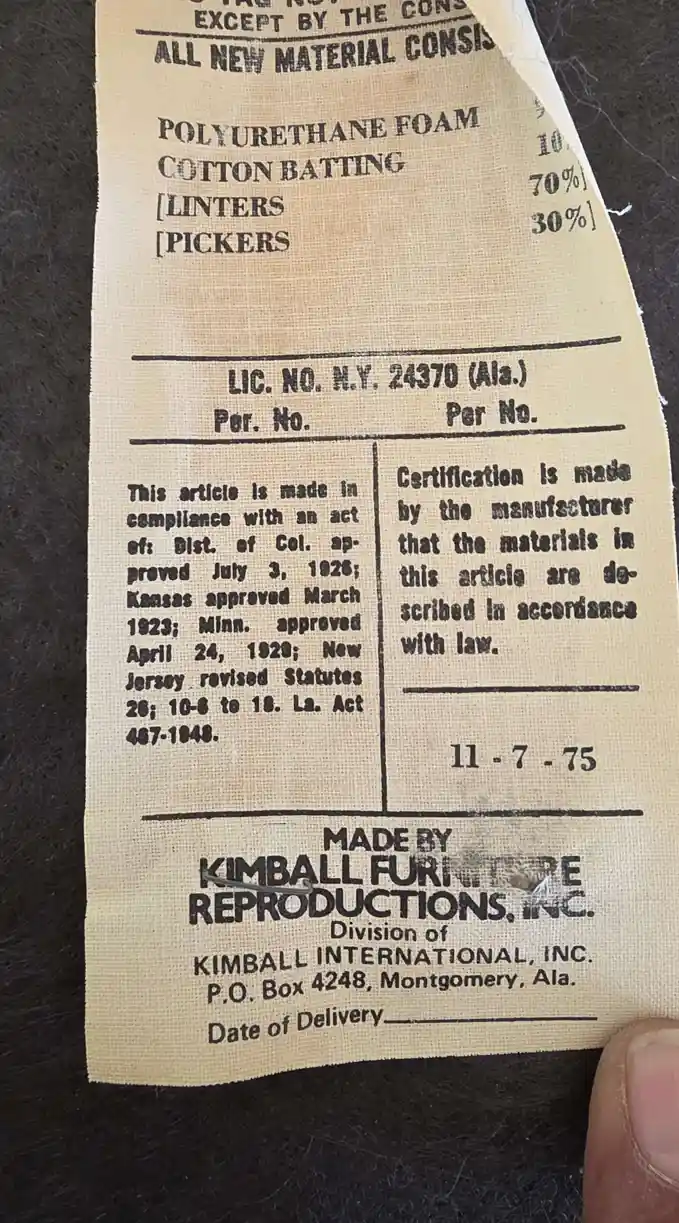 EXCEPT BY THE CONS
ALL NEW MATERIAL CONSIS
POLYURETHANE FOAM
COTTON BATTING 10
[LINTERS 70%]
[PICKERS 30%]
LIC. NO. N.Y. 24370 (Ala.)
Per. No. Per No.
This article is made in
compliance with an act
of: Dist. of Col. ap-
proved July 3, 1926;
Kansas approved March
1923; Minn. approved
April 24, 1929; New
Jersey revised Statutes
26; 10-6 to 18. La. Act
467-1948.
Certification is made
by the manufacturer
that the materials in
this article are de-
scribed in accordance
with law.
11 - 7 - 75
MADE BY
KIMBALL FURNITURE
REPRODUCTIONS, INC.
Division of
KIMBALL INTERNATIONAL, INC.
P.O. Box 4248, Montgomery, Ala.
Date of Delivery